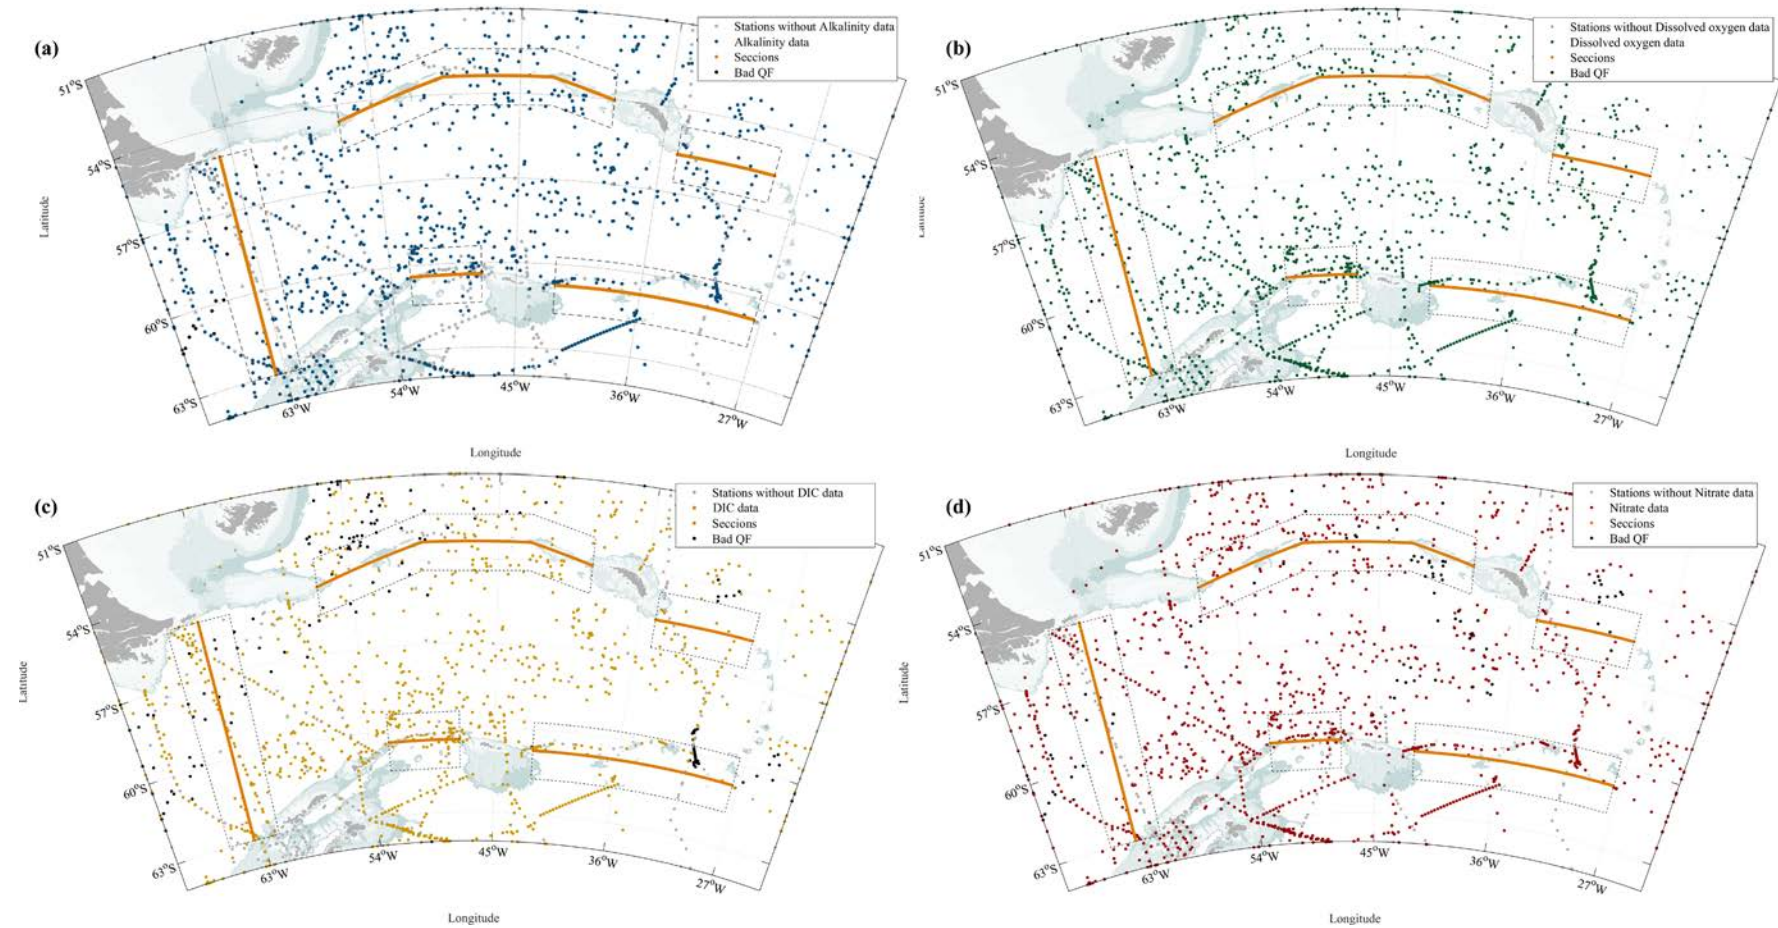 (a)
Stations without Alkalinity data
Alkalinity data
Seccions
Bad QF
51°S
54°S
57°S
60°S
63°S
63°W
54°W
45°W
36°W
27°W
Latitude
Longitude
(b)
Stations without Dissolved oxygen data
Dissolved oxygen data
Seccions
Bad QF
51°S
54°S
57°S
60°S
63°S
63°W
54°W
45°W
36°W
27°W
Latitude
Longitude
(c)
Stations without DIC data
DIC data
Seccions
Bad QF
51°S
54°S
57°S
60°S
63°S
63°W
54°W
45°W
36°W
27°W
Latitude
Longitude
(d)
Stations without Nitrate data
Nitrate data
Seccions
Bad QF
51°S
54°S
57°S
60°S
63°S
63°W
54°W
45°W
36°W
27°W
Latitude
Longitude